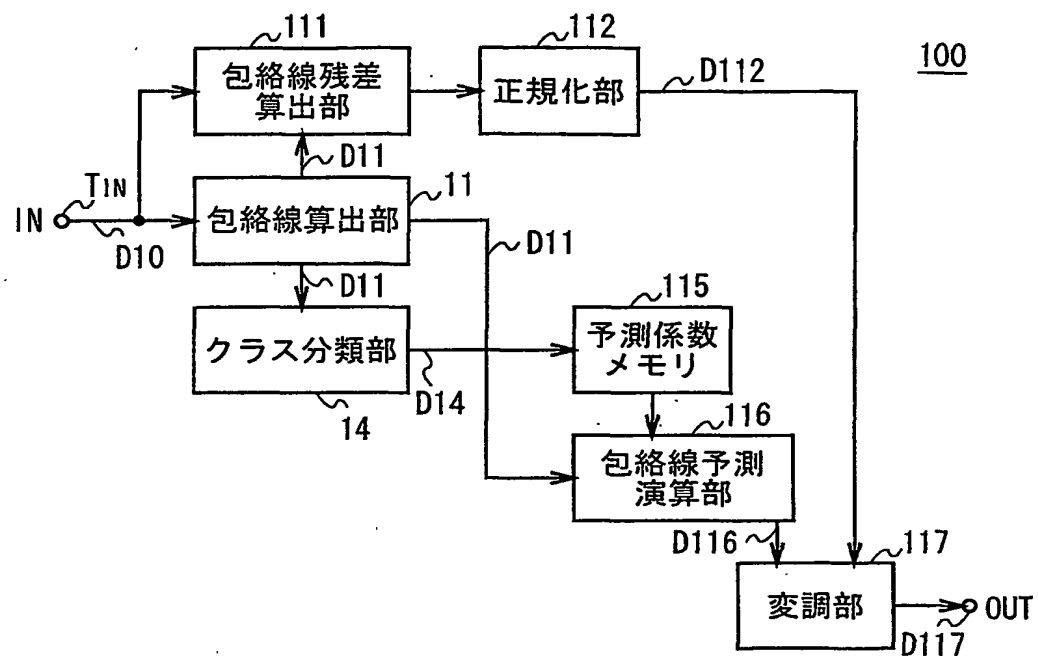 111
112
100
包絡線残差
算出部
正規化部
D112
D11
TIN
11
IN
包絡線算出部
D10
D11
D11
115
クラス分類部
予測係数
メモリ
D14
14
116
包絡線予測
演算部
D116
117
変調部
OUT
D117